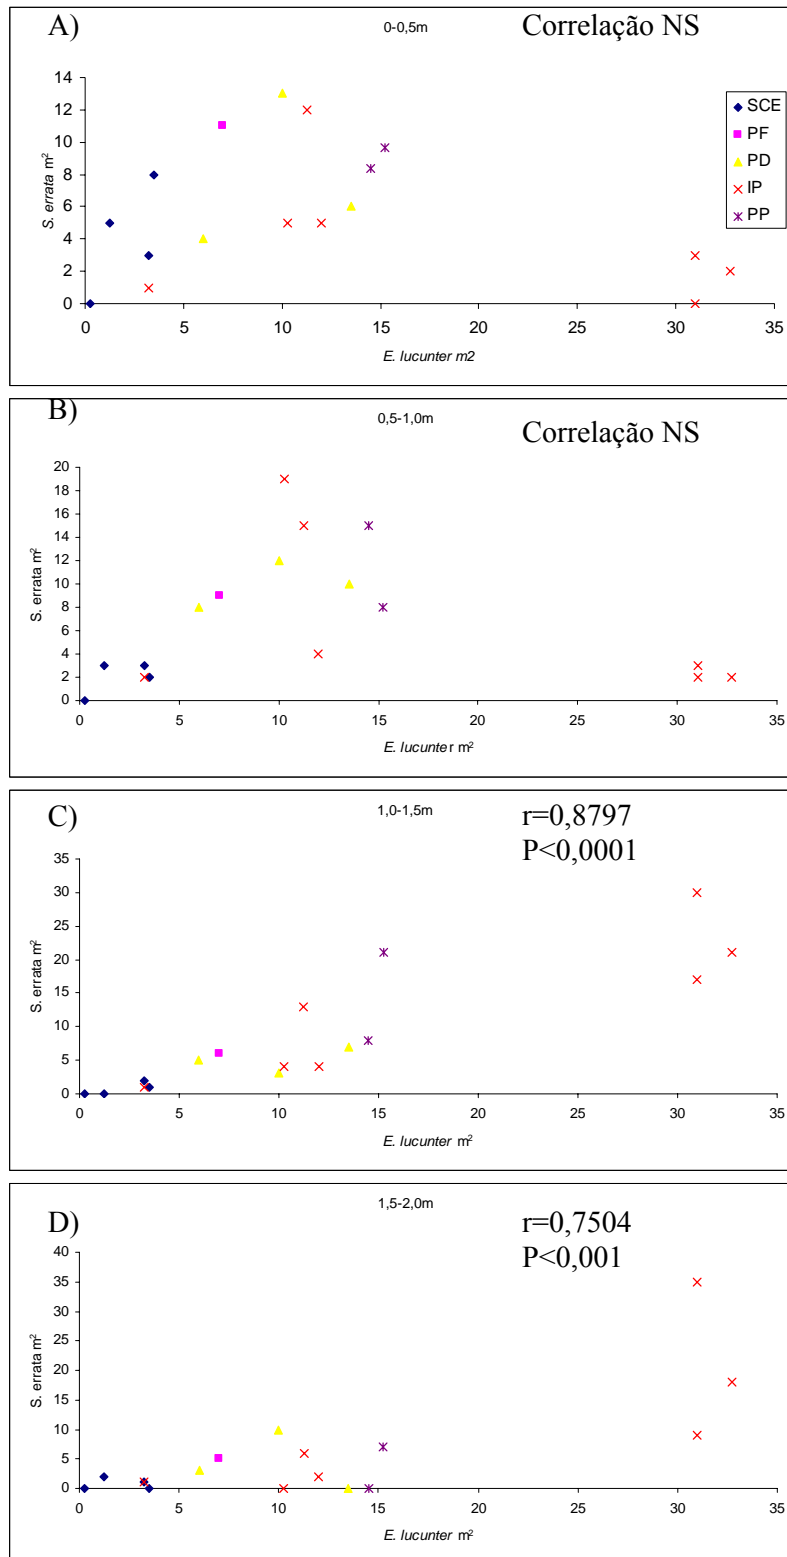 A)
0-0,5m
Correlação NS
14
12
10
8
6
4
2
0
S. errata m²
SCE
PF
PD
IP
PP
0 5 10 15 20 25 30 35
E. lucunter m2
B)
0,5-1,0m
Correlação NS
20
18
16
14
12
10
8
6
4
2
0
S. errata m²
0 5 10 15 20 25 30 35
E. lucunter m²
C)
1,0-1,5m
r=0,8797
P<0,0001
35
30
25
20
15
10
5
0
S. errata m²
0 5 10 15 20 25 30 35
E. lucunter m²
D)
1,5-2,0m
r=0,7504
P<0,001
40
35
30
25
20
15
10
5
0
S. errata m²
0 5 10 15 20 25 30 35
E. lucunter m²